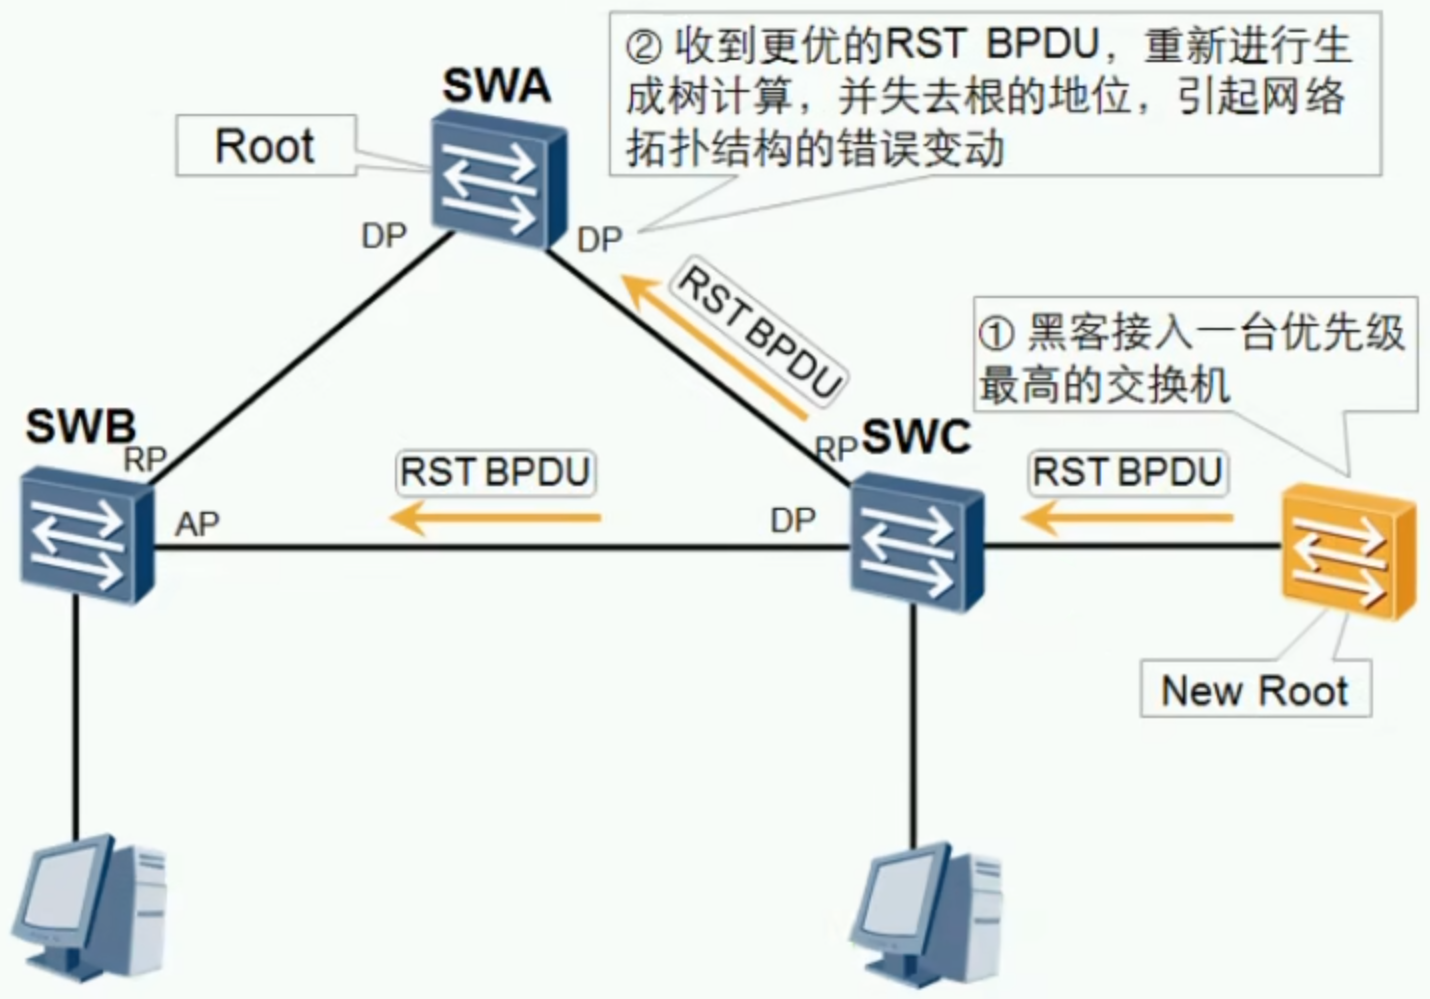 ② 收到更优的RST BPDU，重新进行生
成树计算，并失去根的地位，引起网络
拓扑结构的错误变动
SWA
Root
DP
DP
RST BPDU
① 黑客接入一台优先级
最高的交换机
SWB
RP
RP
SWC
RST BPDU
RST BPDU
AP
DP
New Root